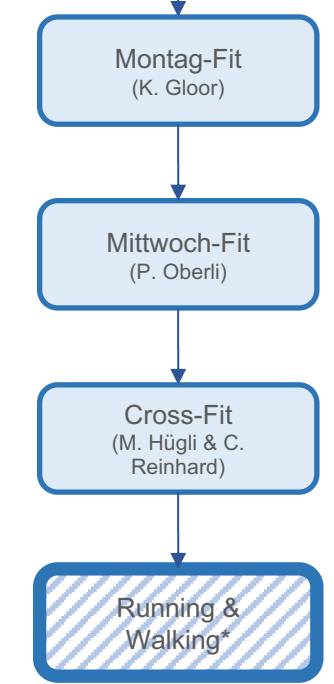 Montag-Fit
(K. Gloor)
Mittwoch-Fit
(P. Oberli)
Cross-Fit
(M. Hügli & C.
Reinhard)
Running &
Walking*